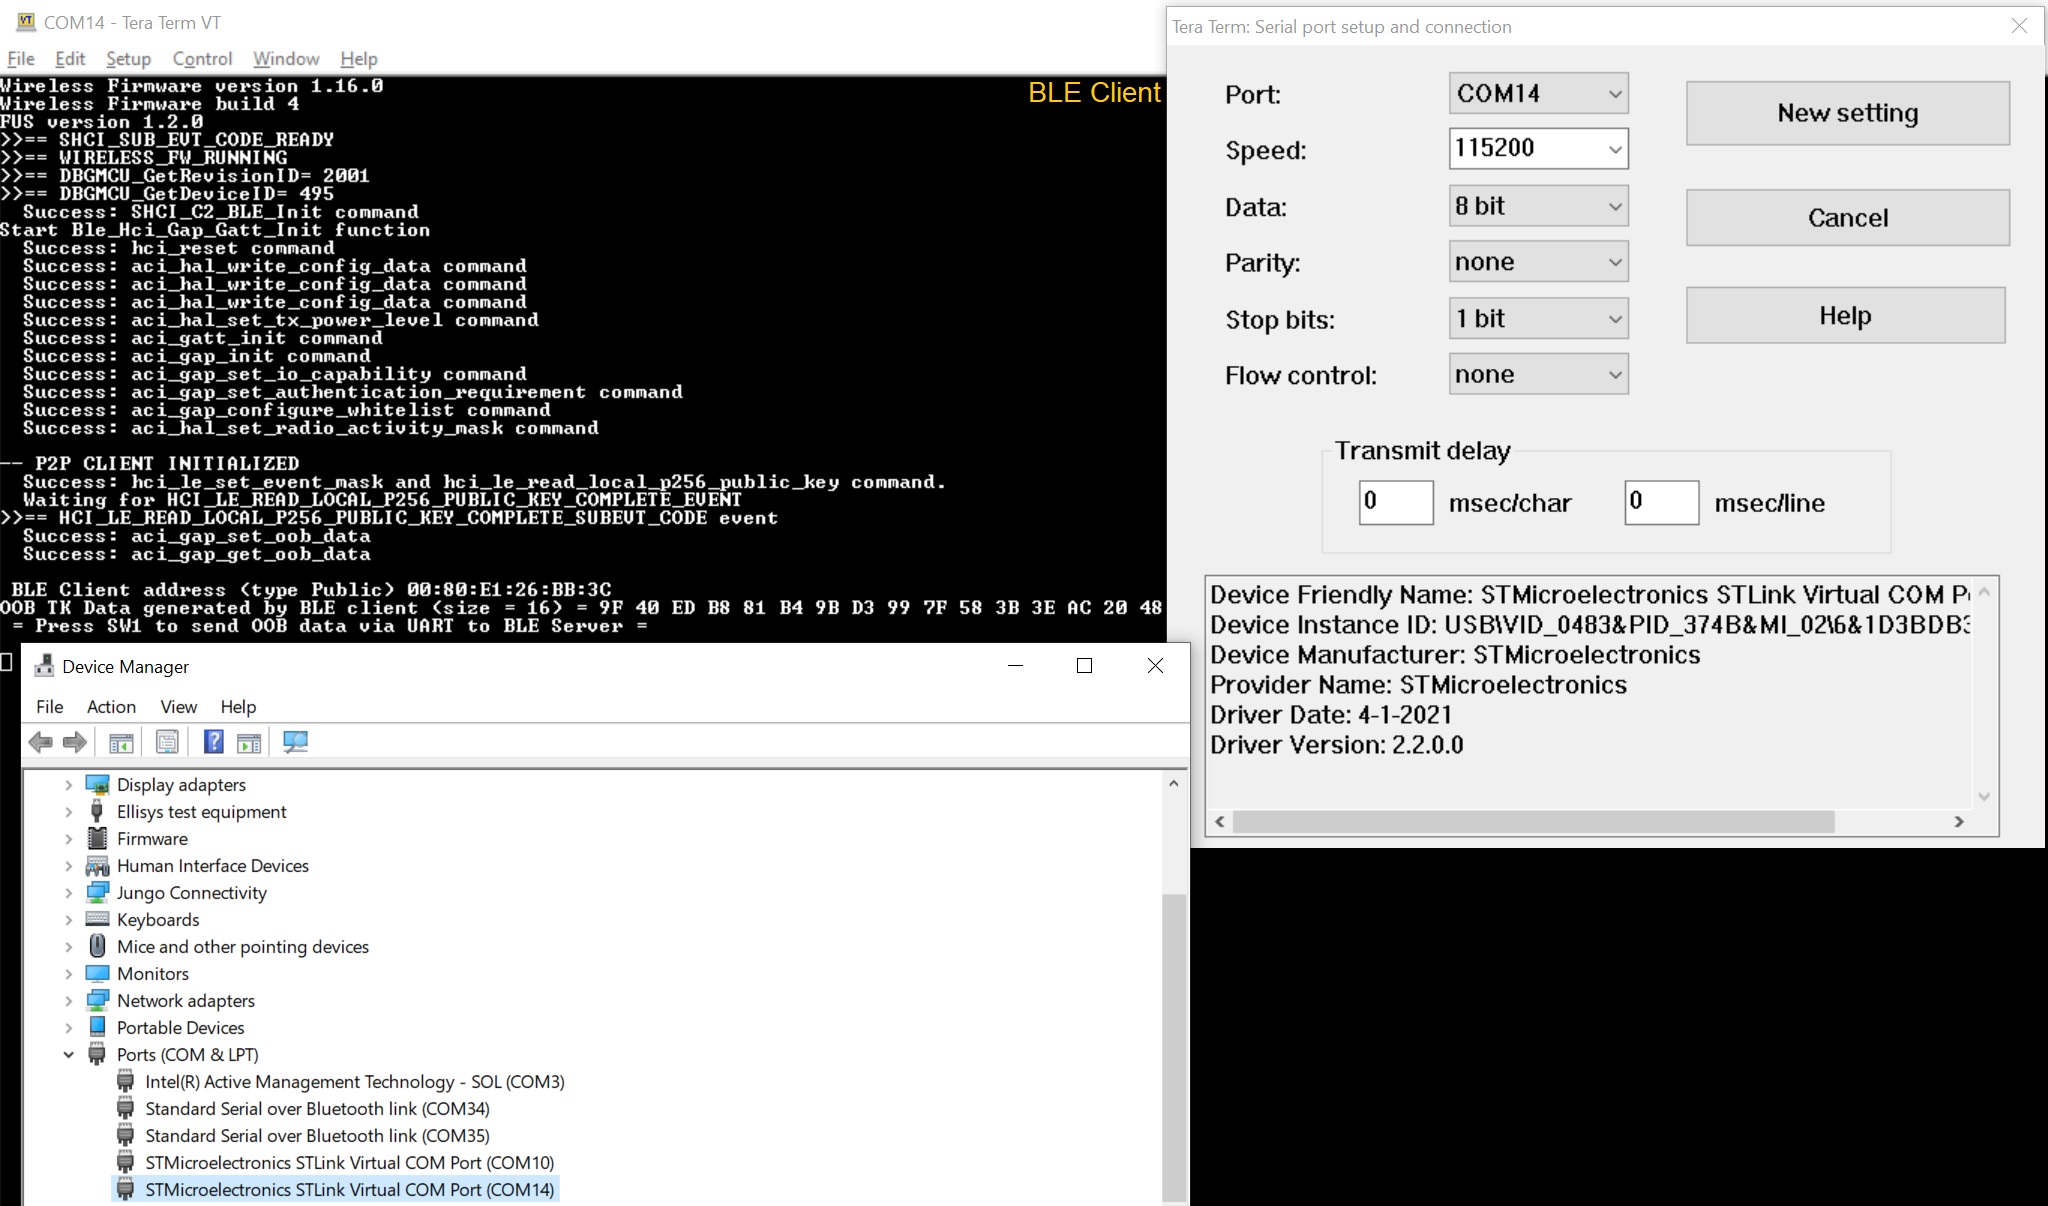 COM14 - Tera Term VT
File Edit Setup Control Window Help
BLE Client
Wireless Firmware version 1.16.0
Wireless Firmware build 4
FUS version 1.2.0
>>== SHCI_SUB_EVT_CODE_READY
>>== WIRELESS_FW_RUNNING
>>== DBGMCU_GetRevisionID= 2001
>>== DBGMCU_GetDeviceID= 495
Success: SHCI_C2_BLE_Init command
Start Ble_Hci_Gap_Gatt_Init function
Success: hci_reset command
Success: aci_hal_write_config_data command
Success: aci_hal_write_config_data command
Success: aci_hal_write_config_data command
Success: aci_hal_set_tx_power_level command
Success: aci_gatt_init command
Success: aci_gap_init command
Success: aci_gap_set_io_capability command
Success: aci_gap_set_authentication_requirement command
Success: aci_gap_configure_whitelist command
Success: aci_hal_set_radio_activity_mask command
-- P2P CLIENT INITIALIZED
Success: hci_le_set_event_mask and hci_le_read_local_p256_public_key command.
Waiting for HCI_LE_READ_LOCAL_P256_PUBLIC_KEY_COMPLETE_EVENT
>>== HCI_LE_READ_LOCAL_P256_PUBLIC_KEY_COMPLETE_SUBEVT_CODE event
Success: aci_gap_set_oob_data
Success: aci_gap_get_oob_data
BLE Client address (type Public) 00:80:E1:26:BB:3C
OOB TK Data generated by BLE client (size = 16) = 9F 40 ED B8 81 B4 9B D3 99 7F 58 3B 3E AC 20 48
= Press SW1 to send OOB data via UART to BLE Server =
Tera Term: Serial port setup and connection
Port: COM14
New setting
Speed: 115200
Data: 8 bit
Cancel
Parity: none
Stop bits: 1 bit
Help
Flow control: none
Transmit delay
0 msec/char 0 msec/line
Device Friendly Name: STMicroelectronics STLink Virtual COM P
Device Instance ID: USB\VID_0483&PID_374B&MI_02\6&1D3BDB3
Device Manufacturer: STMicroelectronics
Provider Name: STMicroelectronics
Driver Date: 4-1-2021
Driver Version: 2.2.0.0
Device Manager
File Action View Help
Display adapters
Ellisys test equipment
Firmware
Human Interface Devices
Jungo Connectivity
Keyboards
Mice and other pointing devices
Monitors
Network adapters
Portable Devices
Ports (COM & LPT)
Intel(R) Active Management Technology - SOL (COM3)
Standard Serial over Bluetooth link (COM34)
Standard Serial over Bluetooth link (COM35)
STMicroelectronics STLink Virtual COM Port (COM10)
STMicroelectronics STLink Virtual COM Port (COM14)